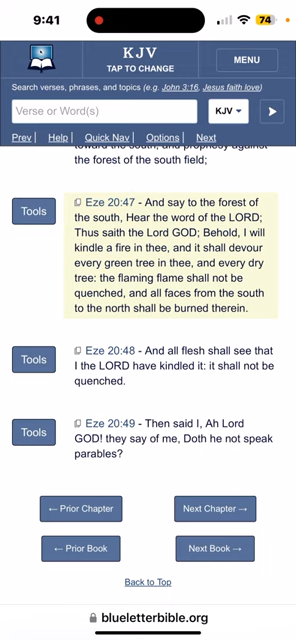 9:41
74
KJV
TAP TO CHANGE
MENU
Search verses, phrases, and topics (e.g. John 3:16, Jesus faith love)
Verse or Word(s)
KJV
Prev| Help| Quick Nav| Options| Next
toward the south, and prophesy against
the forest of the south field;
Tools
Eze 20:47 - And say to the forest of
the south, Hear the word of the LORD;
Thus saith the Lord GOD; Behold, I will
kindle a fire in thee, and it shall devour
every green tree in thee, and every dry
tree: the flaming flame shall not be
quenched, and all faces from the south
to the north shall be burned therein.
Tools
Eze 20:48 - And all flesh shall see that
I the LORD have kindled it: it shall not be
quenched.
Tools
Eze 20:49 - Then said I, Ah Lord
GOD! they say of me, Doth he not speak
parables?
← Prior Chapter
Next Chapter →
← Prior Book
Next Book →
Back to Top
blueletterbible.org